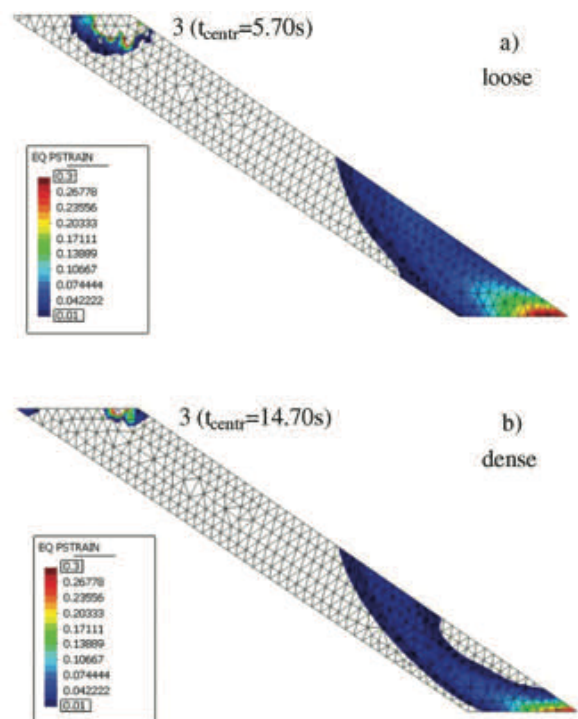 3 (tcentr=5.70s)
a)
loose
EQ PSTRAIN
0.3
0.26778
0.23556
0.20333
0.17111
0.13889
0.10667
0.074444
0.042222
0.01
3 (tcentr=14.70s)
b)
dense
EQ PSTRAIN
0.3
0.26778
0.23556
0.20333
0.17111
0.13889
0.10667
0.074444
0.042222
0.01